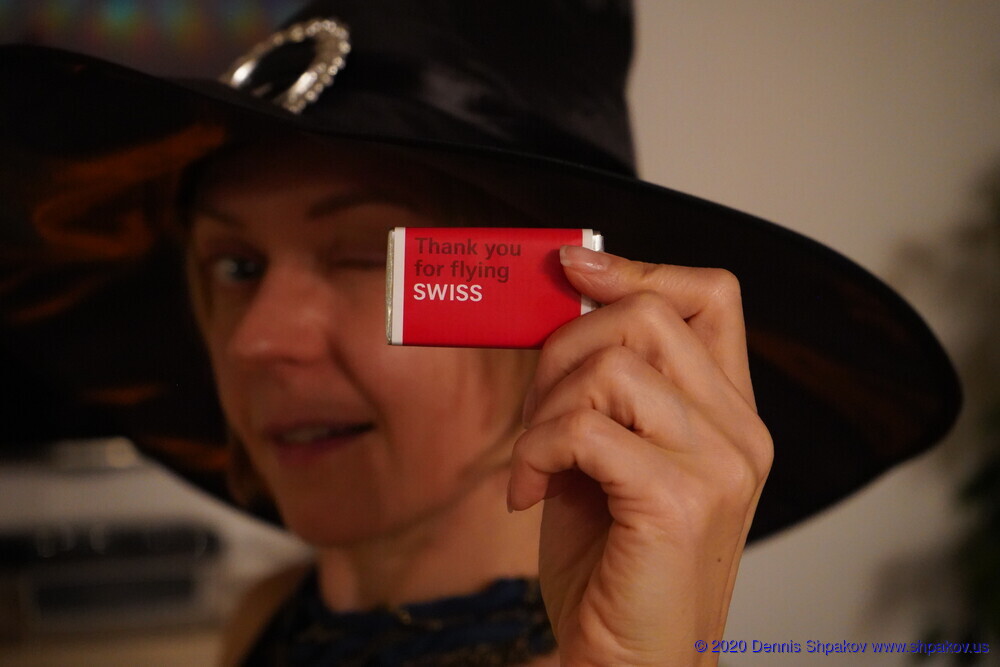 Thank you
for flying
SWISS
© 2020 Dennis Shpakov www.shpakov.us